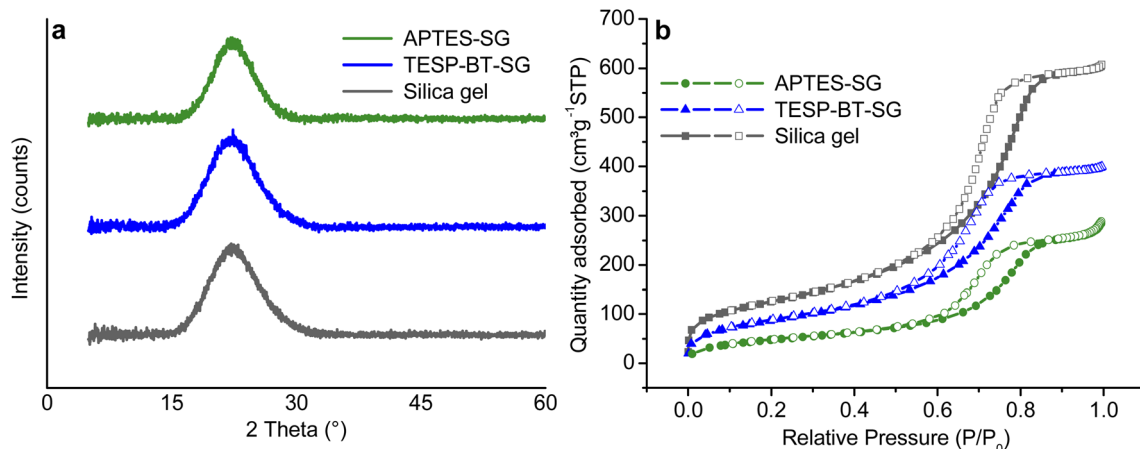 a
APTES-SG
TESP-BT-SG
Silica gel
Intensity (counts)
0
15
30
45
60
2 Theta (°)
b
700
600
500
400
300
200
100
0
APTES-SG
TESP-BT-SG
Silica gel
Quantity adsorbed (cm³g⁻¹STP)
0.0
0.2
0.4
0.6
0.8
1.0
Relative Pressure (P/P₀)